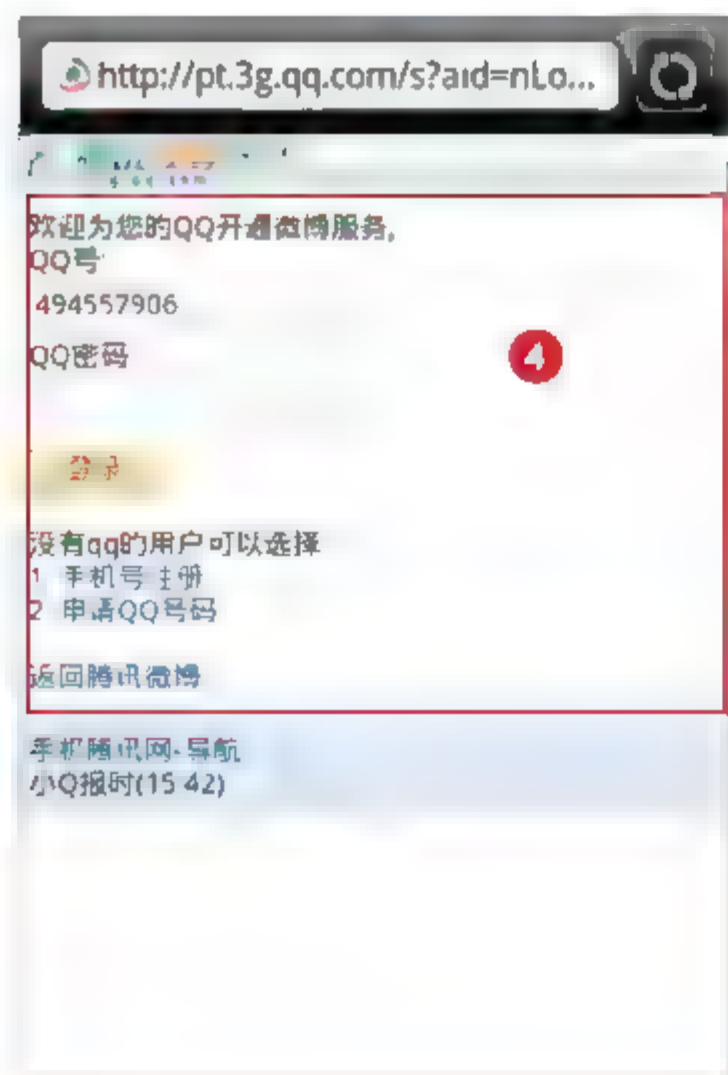 http://pt.3g.qq.com/s?aid=nLo...
欢迎为您的QQ开通微博服务,
QQ号
494557906
QQ密码
4
登录
没有qq的用户可以选择
1 手机号注册
2 申请QQ号码
返回腾讯微博
手机腾讯网-导航
小Q报时(15 42)